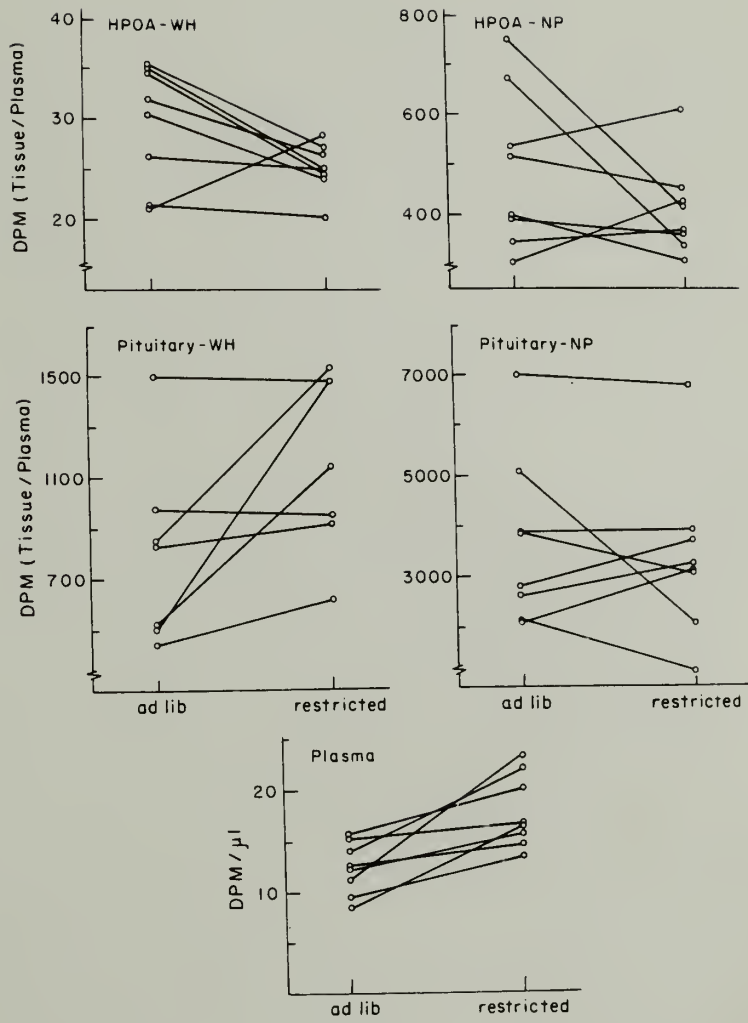 HPOA-WH
DPM (Tissue/Plasma)
40
30
20
HPOA-NP
800
600
400
Pituitary-WH
DPM (Tissue/Plasma)
1500
1100
700
ad lib
restricted
Pituitary-NP
7000
5000
3000
ad lib
restricted
Plasma
DPM/μl
20
10
ad lib
restricted